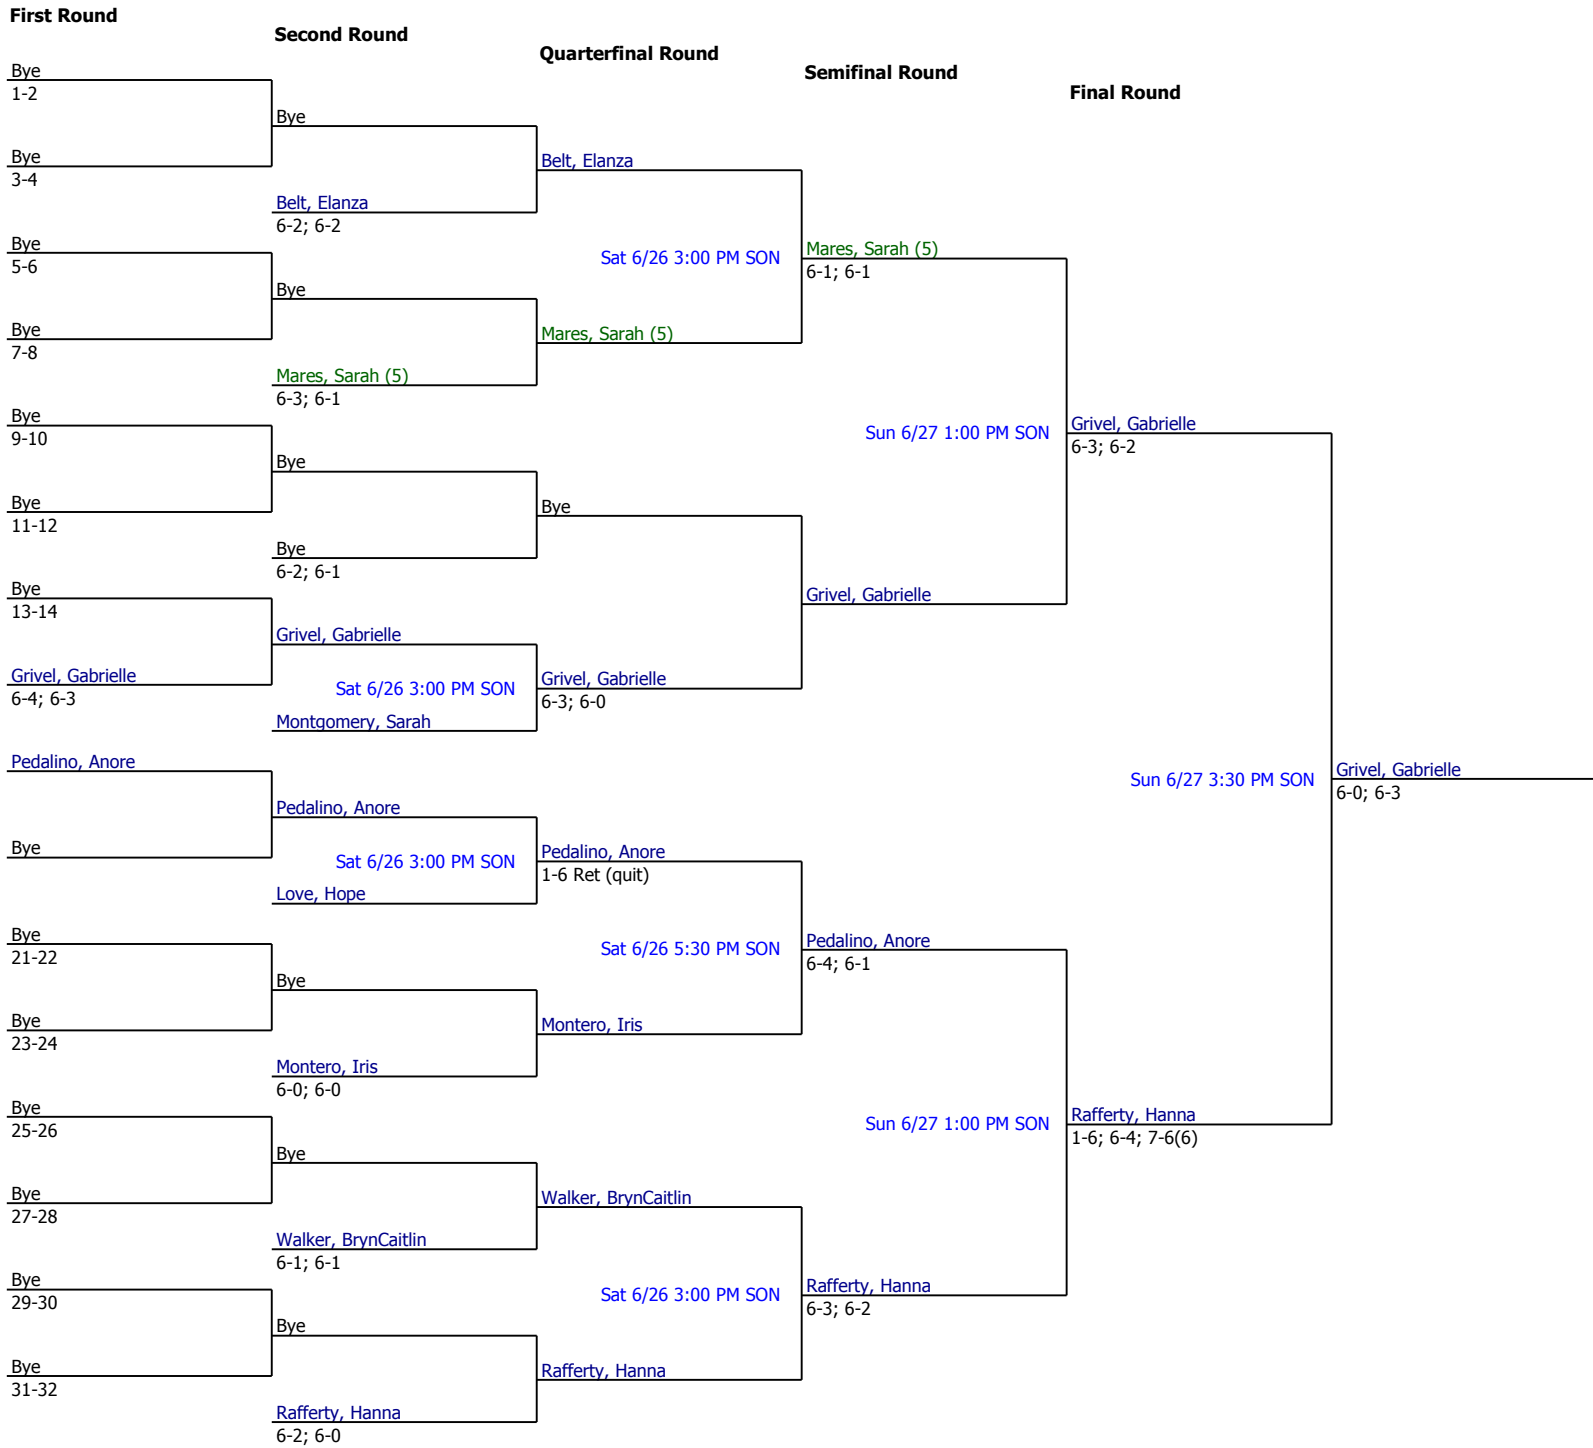 First Round
Second Round
Quarterfinal Round
Semifinal Round
Final Round
Bye
1-2
Bye
Bye
3-4
Belt, Elanza
Belt, Elanza
6-2; 6-2
Bye
5-6
Sat 6/26 3:00 PM SON
Mares, Sarah (5)
6-1; 6-1
Bye
Bye
7-8
Mares, Sarah (5)
Mares, Sarah (5)
6-3; 6-1
Bye
9-10
Sun 6/27 1:00 PM SON
Grivel, Gabrielle
6-3; 6-2
Bye
Bye
11-12
Bye
Bye
6-2; 6-1
Bye
13-14
Grivel, Gabrielle
Grivel, Gabrielle
Grivel, Gabrielle
6-4; 6-3
Sat 6/26 3:00 PM SON
Grivel, Gabrielle
6-3; 6-0
Montgomery, Sarah
Pedalino, Anore
Sun 6/27 3:30 PM SON
Grivel, Gabrielle
6-0; 6-3
Pedalino, Anore
Bye
Sat 6/26 3:00 PM SON
Pedalino, Anore
1-6 Ret (quit)
Love, Hope
Bye
21-22
Sat 6/26 5:30 PM SON
Pedalino, Anore
6-4; 6-1
Bye
Bye
23-24
Montero, Iris
Montero, Iris
6-0; 6-0
Bye
25-26
Sun 6/27 1:00 PM SON
Rafferty, Hanna
1-6; 6-4; 7-6(6)
Bye
Bye
27-28
Walker, BrynCaitlin
Walker, BrynCaitlin
6-1; 6-1
Bye
29-30
Sat 6/26 3:00 PM SON
Rafferty, Hanna
6-3; 6-2
Bye
Bye
31-32
Rafferty, Hanna
Rafferty, Hanna
6-2; 6-0